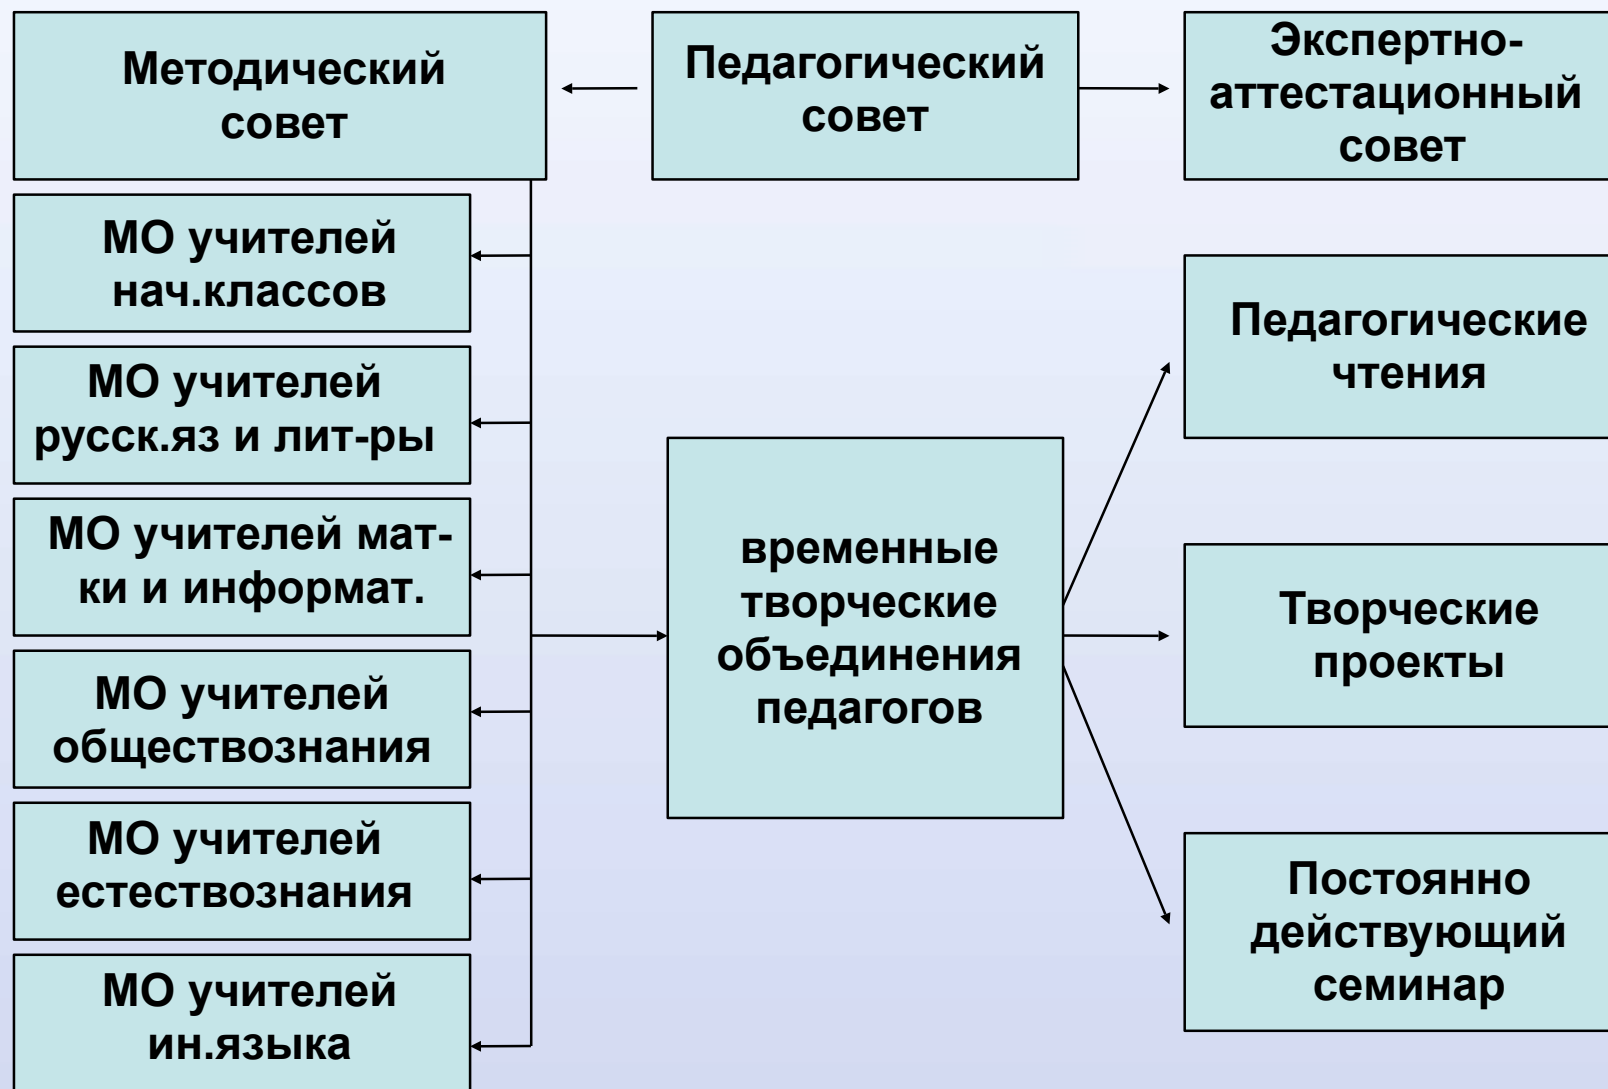 Методический
совет
Педагогический
совет
Экспертно-
аттестационный
совет
МО учителей
нач.классов
МО учителей
русск.яз и лит-ры
МО учителей мат-
ки и информат.
МО учителей
обществознания
МО учителей
естествознания
МО учителей
ин.языка
временные
творческие
объединения
педагогов
Педагогические
чтения
Творческие
проекты
Постоянно
действующий
семинар